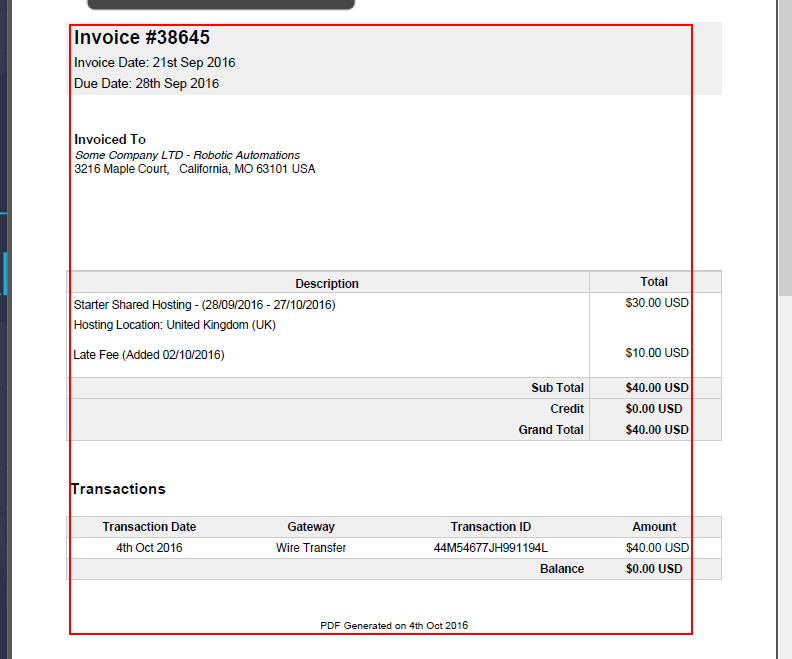 Invoice #38645
Invoice Date: 21st Sep 2016
Due Date: 28th Sep 2016
Invoiced To
Some Company LTD - Robotic Automations
3216 Maple Court, California, MO 63101 USA
Description Total
Starter Shared Hosting - (28/09/2016 - 27/10/2016) $30.00 USD
Hosting Location: United Kingdom (UK)
Late Fee (Added 02/10/2016) $10.00 USD
Sub Total $40.00 USD
Credit $0.00 USD
Grand Total $40.00 USD
Transactions
Transaction Date Gateway Transaction ID Amount
4th Oct 2016 Wire Transfer 44M54677JH991194L $40.00 USD
Balance $0.00 USD
PDF Generated on 4th Oct 2016